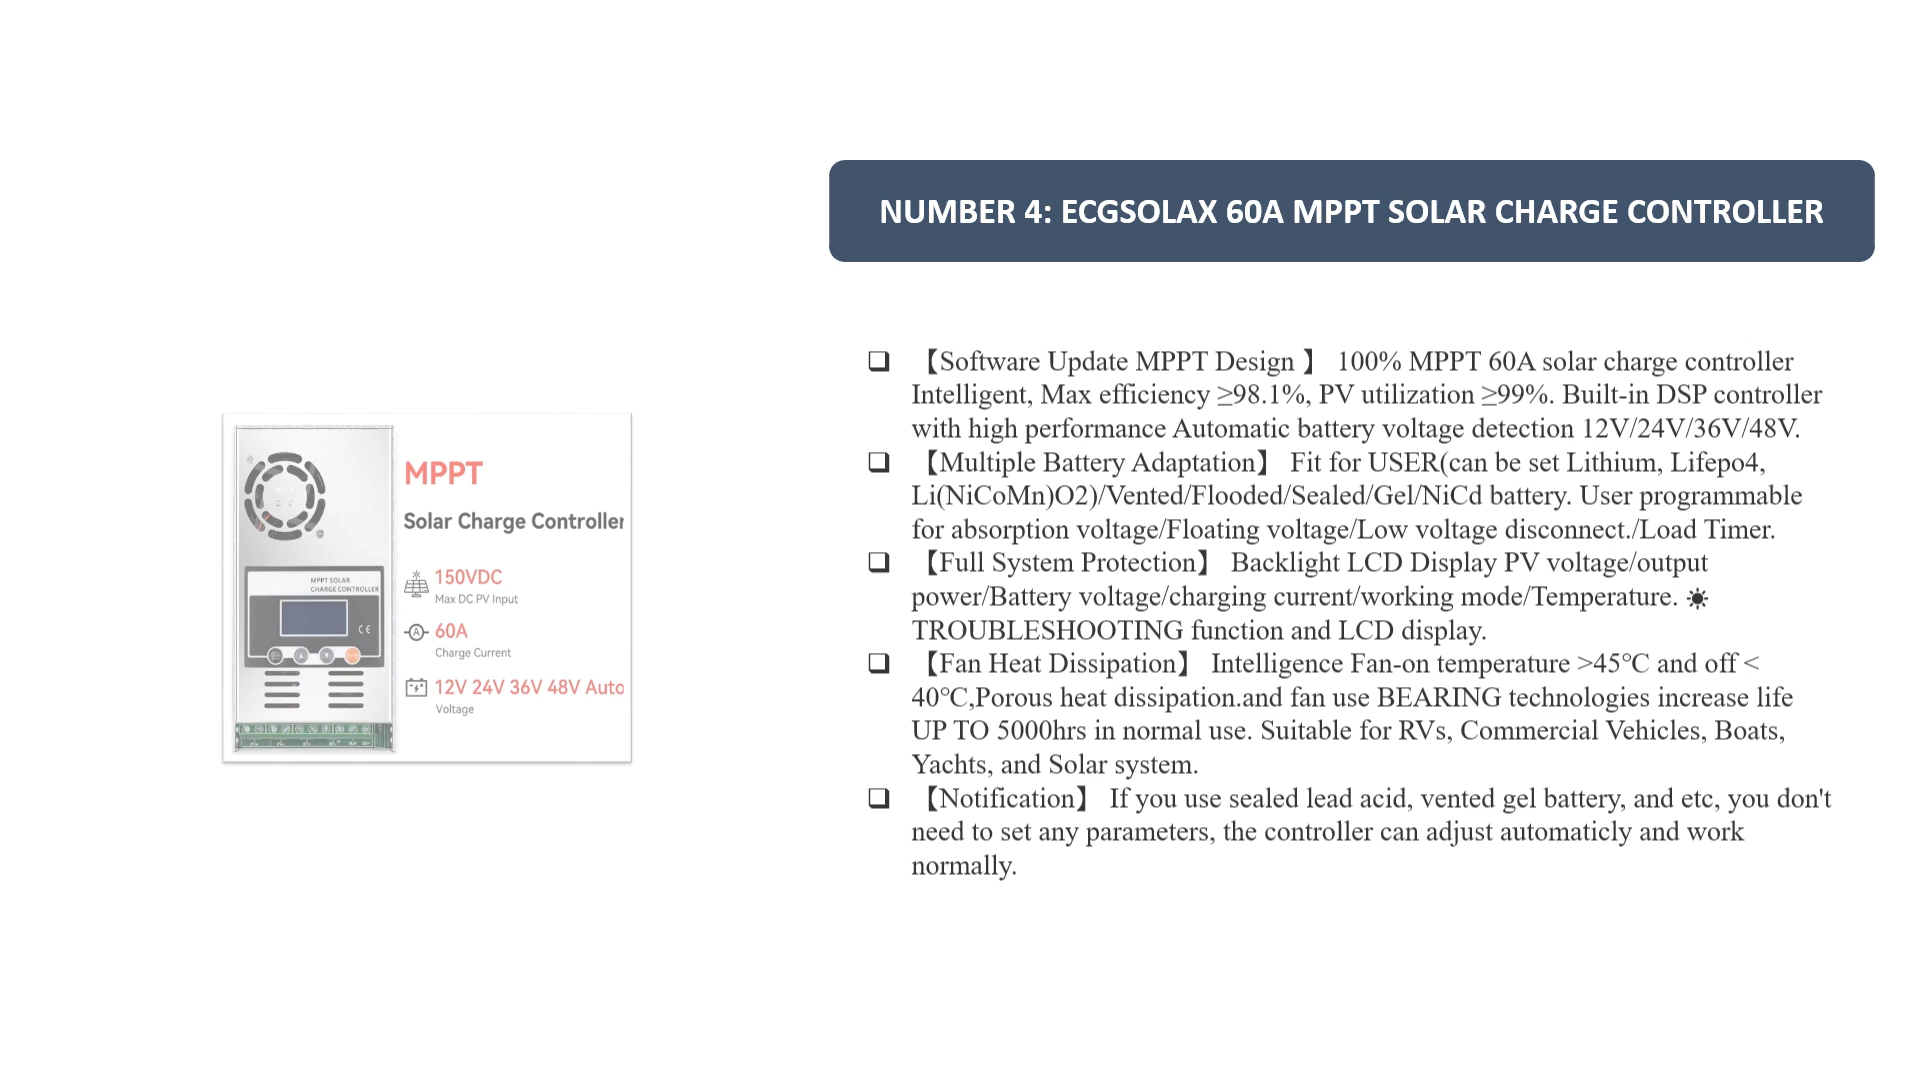 NUMBER 4: ECGSOLAX 60A MPPT SOLAR CHARGE CONTROLLER
MPPT
Solar Charge Controller
150VDC
Max DC PV Input
60A
Charge Current
12V 24V 36V 48V Auto
Voltage
MPPT SOLAR
CHARGE CONTROLLER
CE
【Software Update MPPT Design 】 100% MPPT 60A solar charge controller
Intelligent, Max efficiency ≥98.1%, PV utilization ≥99%. Built-in DSP controller
with high performance Automatic battery voltage detection 12V/24V/36V/48V.
【Multiple Battery Adaptation】 Fit for USER(can be set Lithium, Lifepo4,
Li(NiCoMn)O2)/Vented/Flooded/Sealed/Gel/NiCd battery. User programmable
for absorption voltage/Floating voltage/Low voltage disconnect./Load Timer.
【Full System Protection】 Backlight LCD Display PV voltage/output
power/Battery voltage/charging current/working mode/Temperature. ☀
TROUBLESHOOTING function and LCD display.
【Fan Heat Dissipation】 Intelligence Fan-on temperature >45℃ and off <
40℃,Porous heat dissipation.and fan use BEARING technologies increase life
UP TO 5000hrs in normal use. Suitable for RVs, Commercial Vehicles, Boats,
Yachts, and Solar system.
【Notification】 If you use sealed lead acid, vented gel battery, and etc, you don't
need to set any parameters, the controller can adjust automaticly and work
normally.